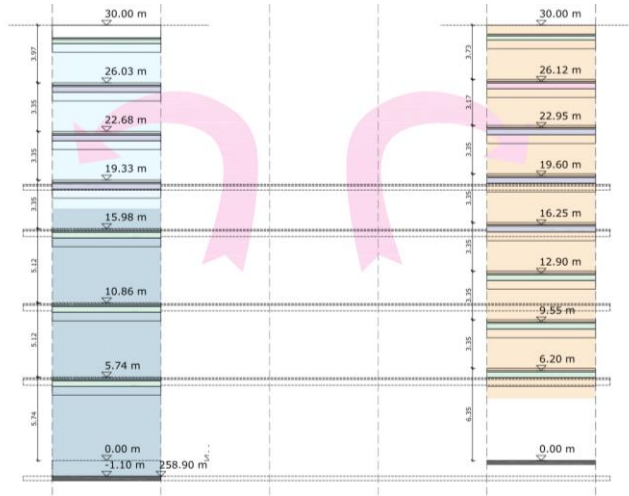 30.00 m
30.00 m
3.97
3.73
26.03 m
26.12 m
3.35
3.17
22.68 m
22.95 m
3.35
3.35
19.33 m
19.60 m
3.35
3.35
15.98 m
16.25 m
5.12
3.35
12.90 m
10.86 m
3.35
9.55 m
5.12
3.35
5.74 m
6.20 m
5.74
6.35
0.00 m
0.00 m
-1.10 m
258.90 m